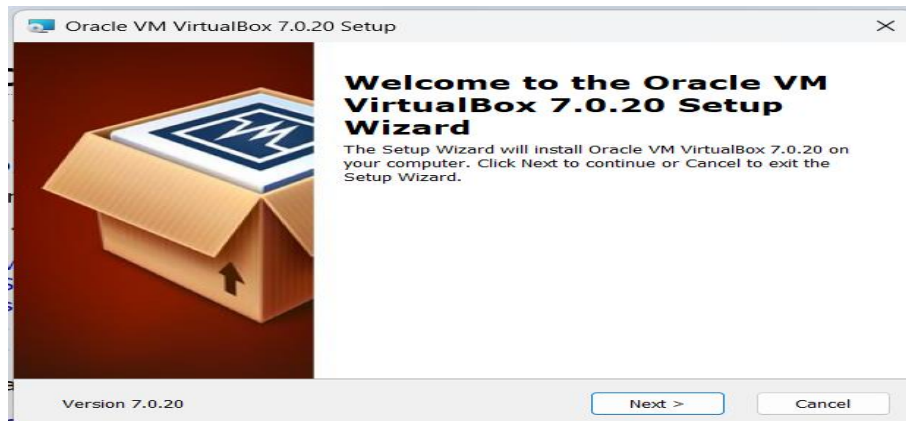 Oracle VM VirtualBox 7.0.20 Setup
Welcome to the Oracle VM
VirtualBox 7.0.20 Setup
Wizard
The Setup Wizard will install Oracle VM VirtualBox 7.0.20 on
your computer. Click Next to continue or Cancel to exit the
Setup Wizard.
Version 7.0.20
Next >
Cancel